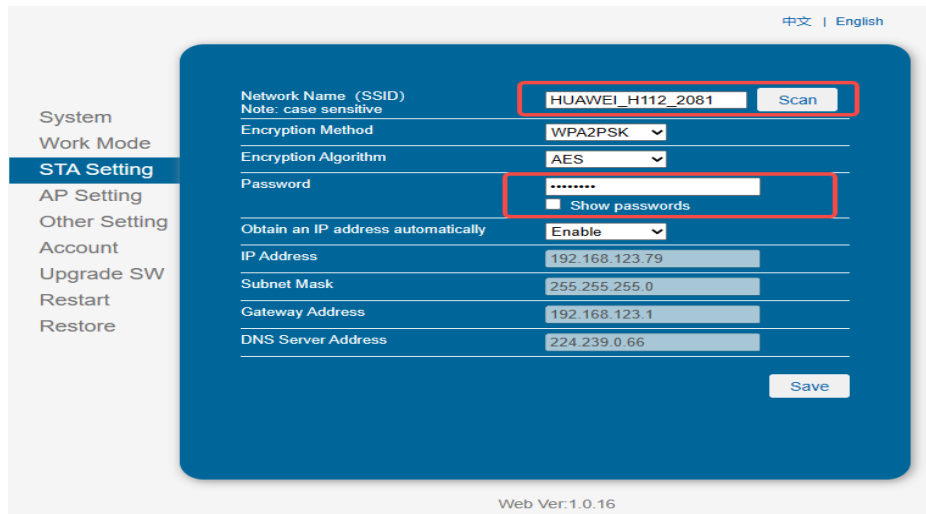 中文 | English
System
Work Mode
STA Setting
AP Setting
Other Setting
Account
Upgrade SW
Restart
Restore
Network Name (SSID)
Note: case sensitive
HUAWEI_H112_2081 Scan
Encryption Method WPA2PSK
Encryption Algorithm AES
Password ••••••••
Show passwords
Obtain an IP address automatically Enable
IP Address 192.168.123.79
Subnet Mask 255.255.255.0
Gateway Address 192.168.123.1
DNS Server Address 224.239.0.66
Save
Web Ver:1.0.16